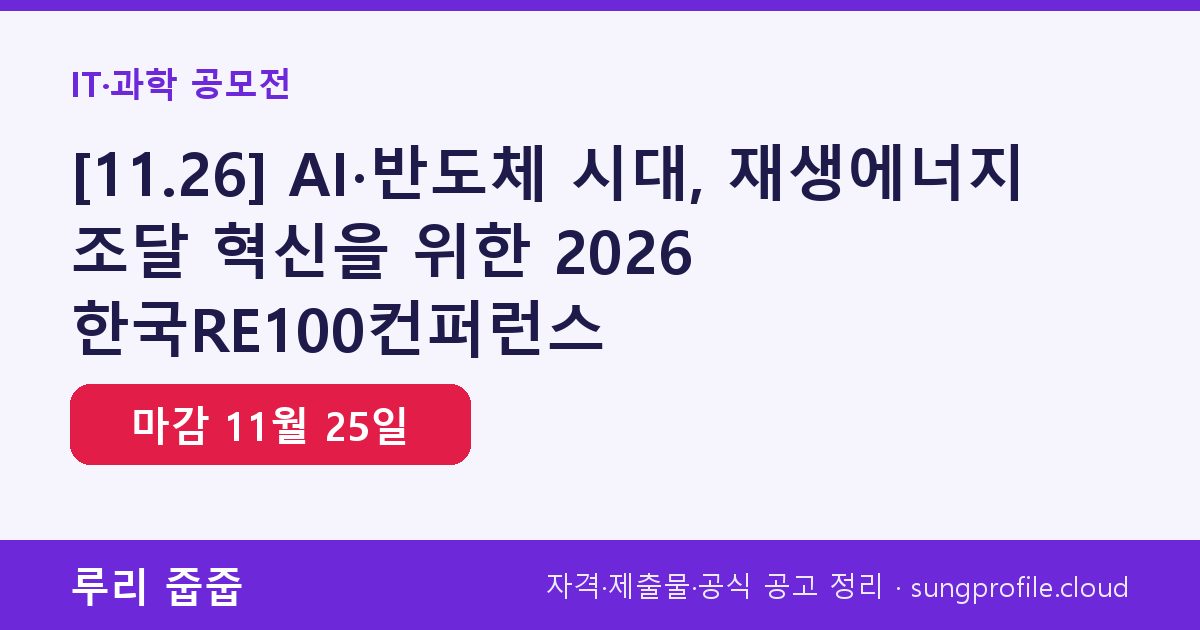 IT·과학 공모전
[11.26] AI·반도체 시대, 재생에너지
조달 혁신을 위한 2026
한국RE100컨퍼런스
마감 11월 25일
루리 줍줍
자격·제출물·공식 공고 정리 · sungprofile.cloud